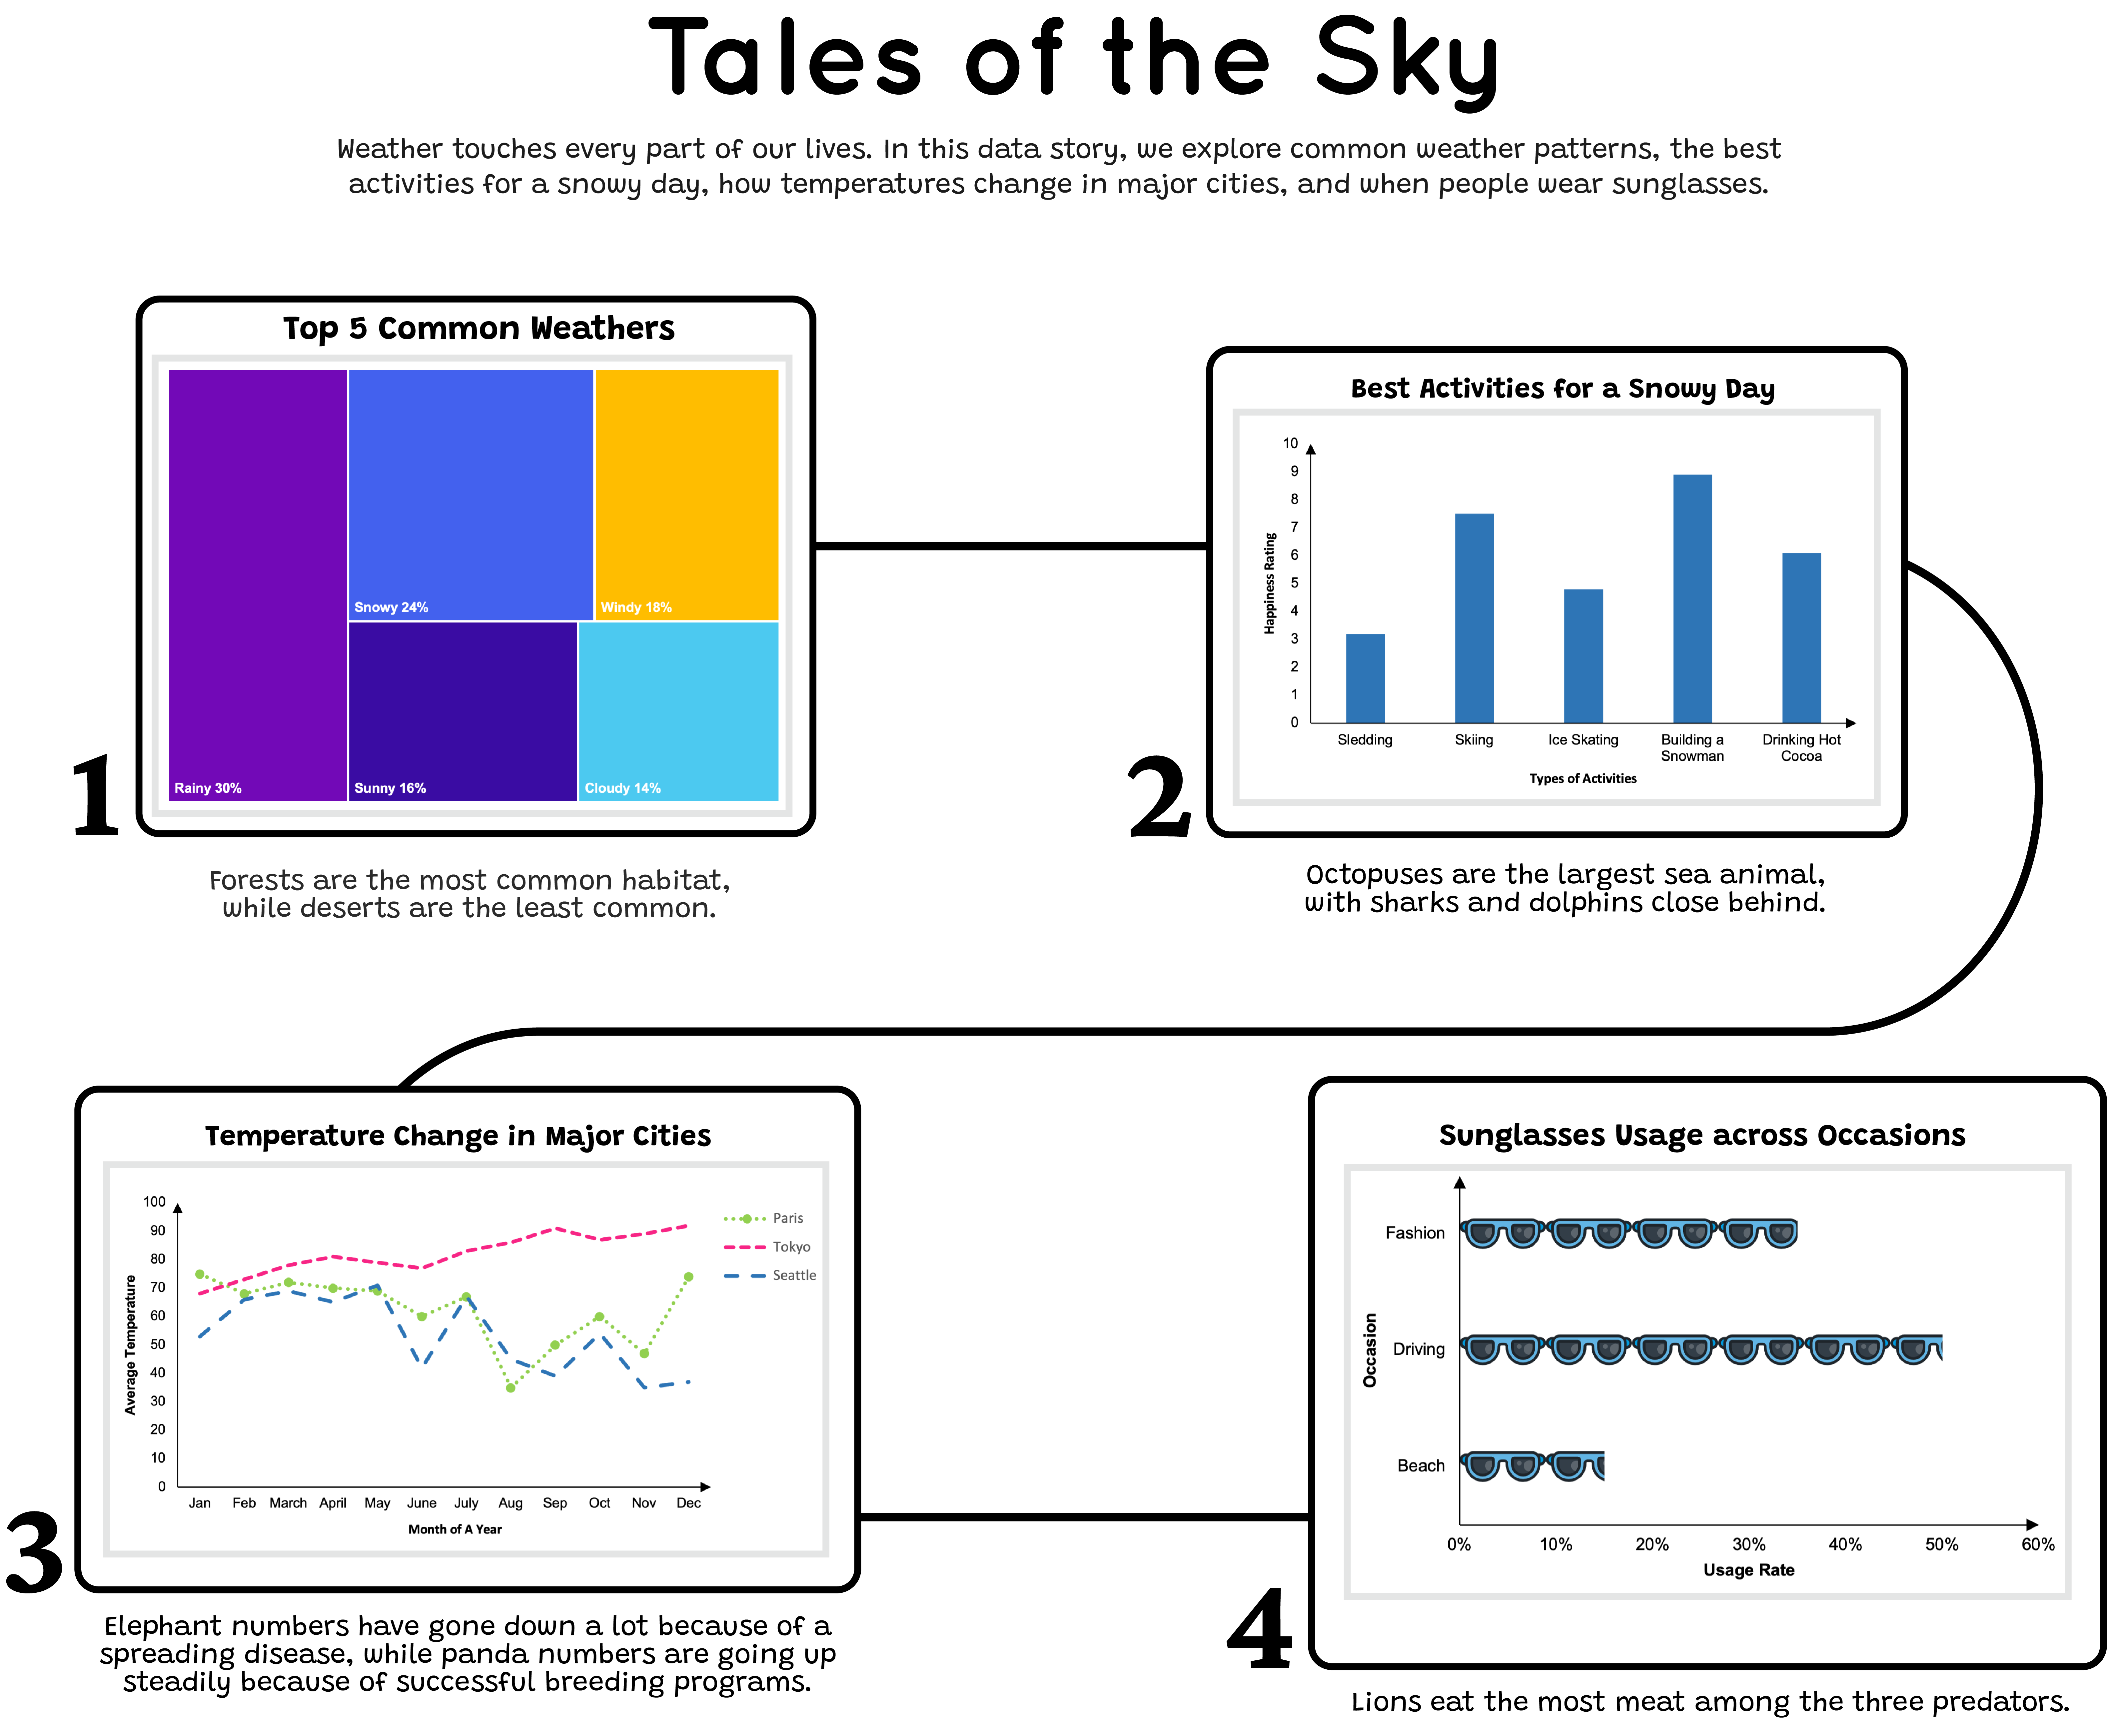 Tales of the Sky
Weather touches every part of our lives. In this data story, we explore common weather patterns, the best
activities for a snowy day, how temperatures change in major cities, and when people wear sunglasses.
1
Top 5 Common Weathers
Snowy 24%
Windy 18%
Rainy 30%
Sunny 16%
Cloudy 14%
Forests are the most common habitat,
while deserts are the least common.
2
Best Activities for a Snowy Day
Happiness Rating
10
9
8
7
6
5
4
3
2
1
0
Sledding
Skiing
Ice Skating
Building a
Snowman
Drinking Hot
Cocoa
Types of Activities
Octopuses are the largest sea animal,
with sharks and dolphins close behind.
3
Temperature Change in Major Cities
Average Temperature
100
90
80
70
60
50
40
30
20
10
0
Jan Feb March April May June July Aug Sep Oct Nov Dec
Month of A Year
Paris
Tokyo
Seattle
Elephant numbers have gone down a lot because of a
spreading disease, while panda numbers are going up
steadily because of successful breeding programs.
4
Sunglasses Usage across Occasions
Occasion
Fashion
Driving
Beach
0% 10% 20% 30% 40% 50% 60%
Usage Rate
Lions eat the most meat among the three predators.